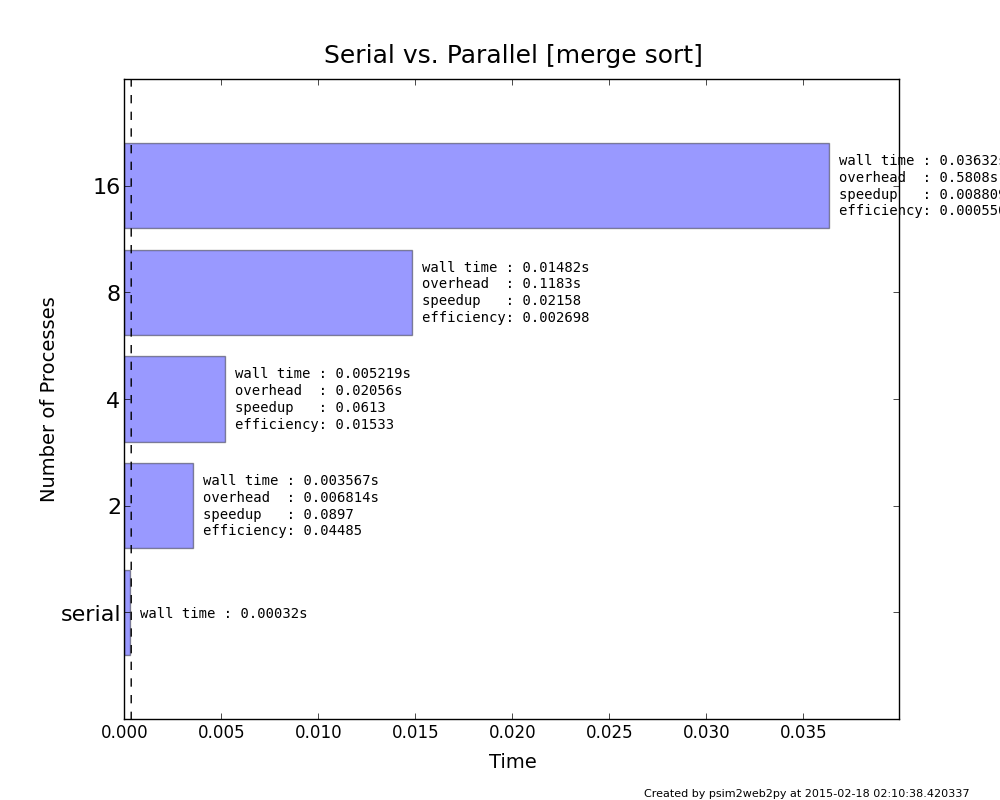 Serial vs. Parallel [merge sort]
16
wall time : 0.03632s
overhead  : 0.5808s
speedup   : 0.00880
efficiency: 0.00055
8
wall time : 0.01482s
overhead  : 0.1183s
speedup   : 0.02158
efficiency: 0.002698
4
wall time : 0.005219s
overhead  : 0.02056s
speedup   : 0.0613
efficiency: 0.01533
2
wall time : 0.003567s
overhead  : 0.006814s
speedup   : 0.0897
efficiency: 0.04485
serial
wall time : 0.00032s
Number of Processes
0.000 0.005 0.010 0.015 0.020 0.025 0.030 0.035
Time
Created by psim2web2py at 2015-02-18 02:10:38.420337